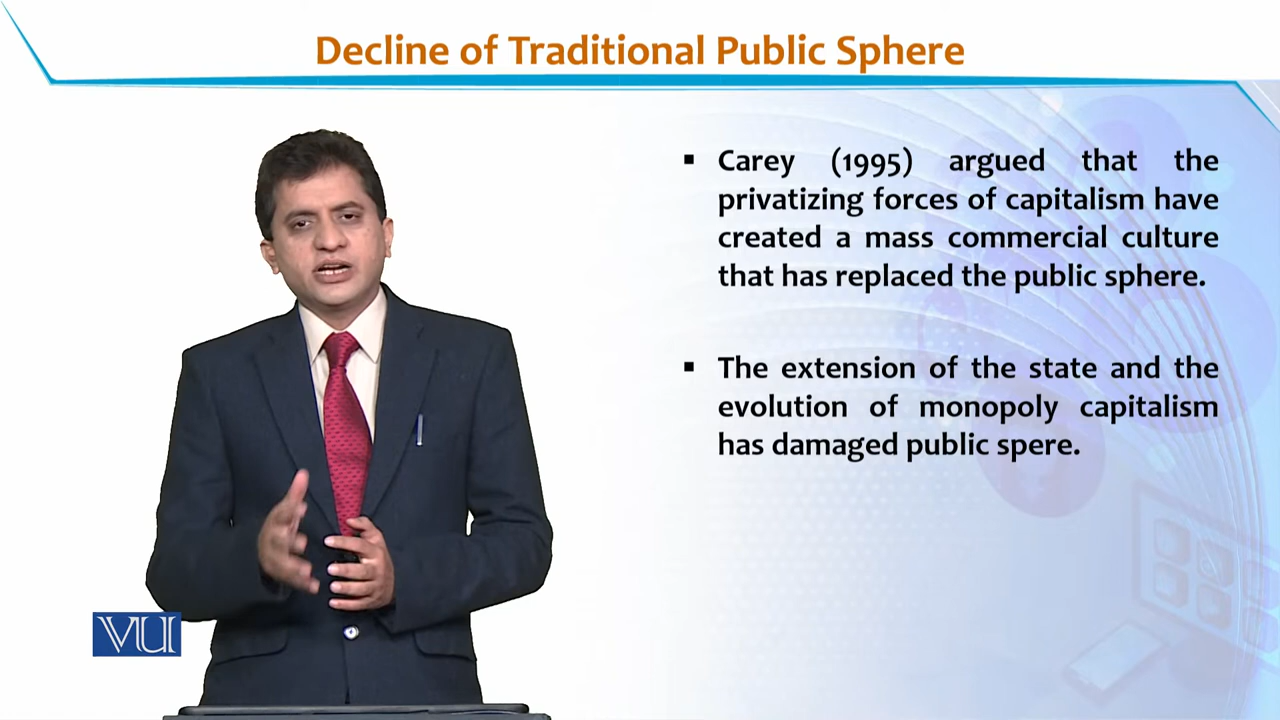 Decline of Traditional Public Sphere
▪ Carey (1995) argued that the
privatizing forces of capitalism have
created a mass commercial culture
that has replaced the public sphere.
▪ The extension of the state and the
evolution of monopoly capitalism
has damaged public spere.
VU